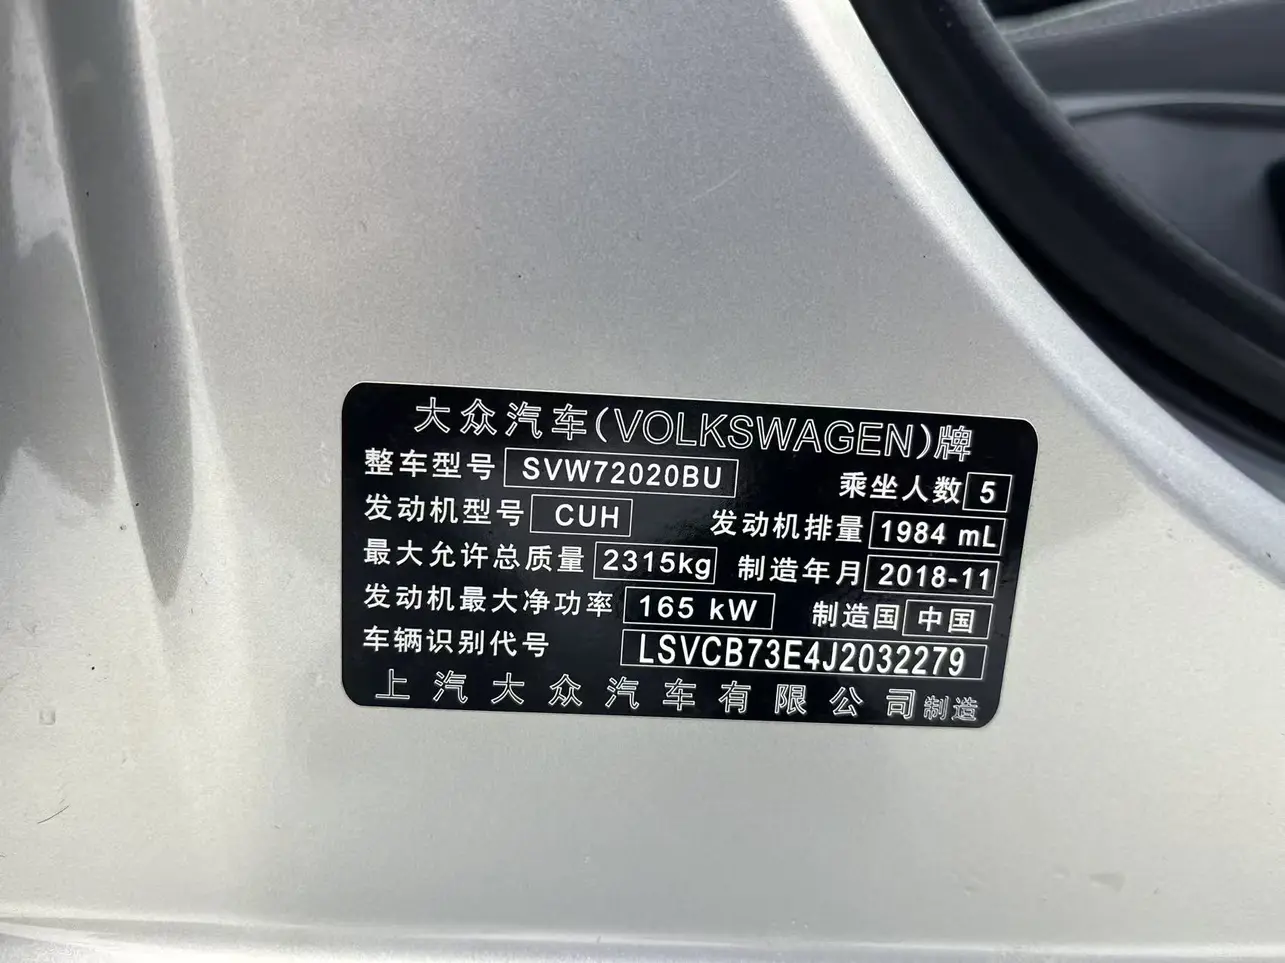 大众汽车(VOLKSWAGEN)牌
整车型号 SVW72020BU 乘坐人数 5
发动机型号 CUH 发动机排量 1984 mL
最大允许总质量 2315kg 制造年月 2018-11
发动机最大净功率 165 kW 制造国 中国
车辆识别代号 LSVCB73E4J2032279
上汽大众汽车有限公司制造